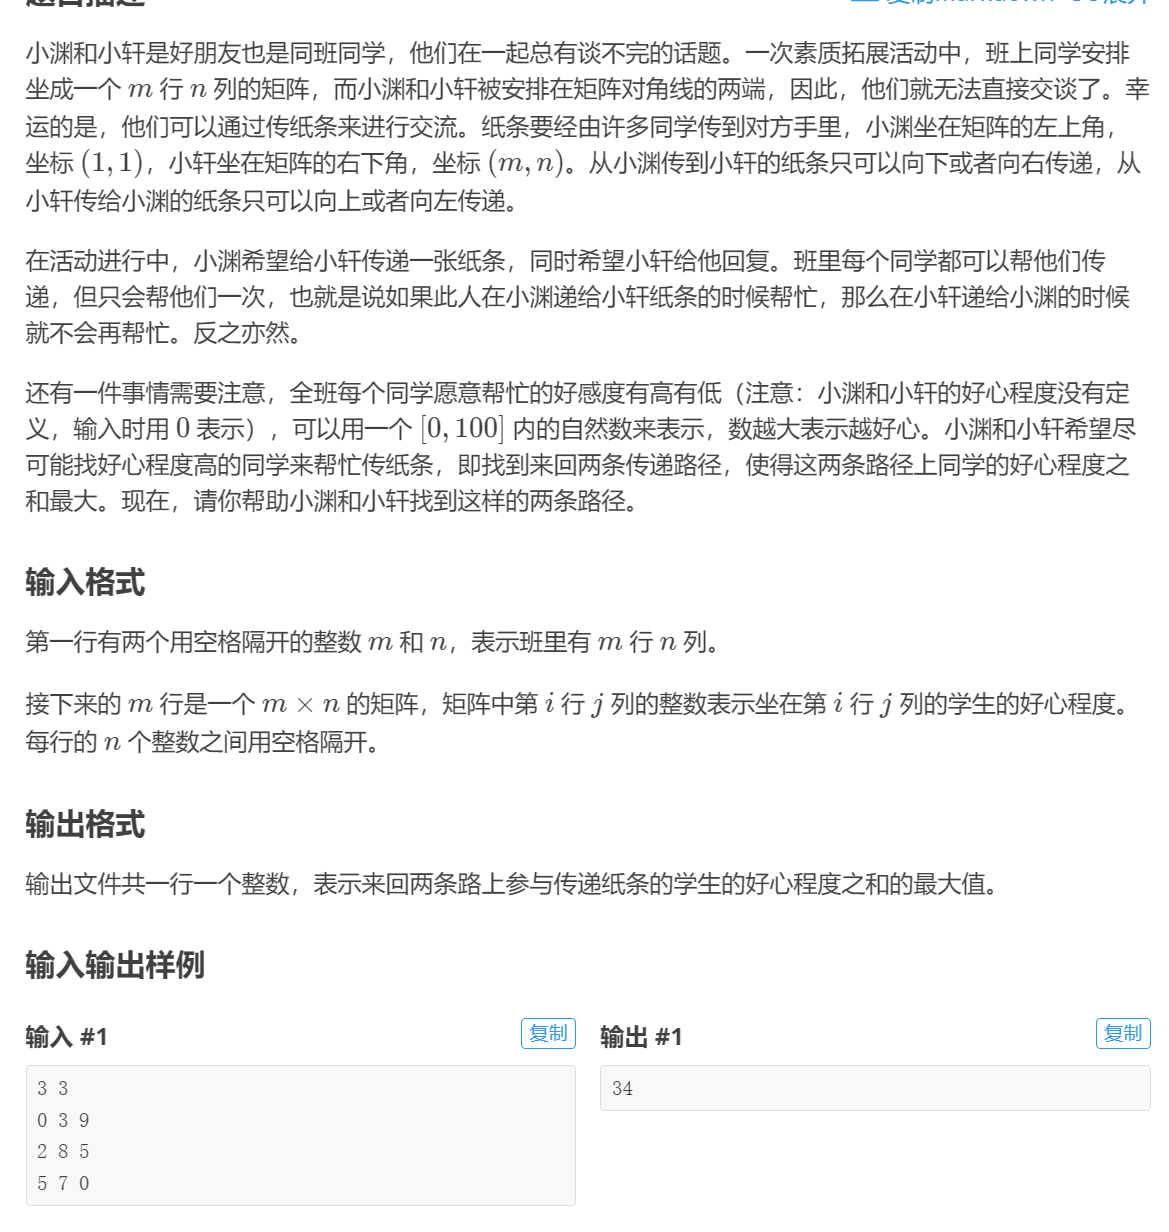 题目描述
小渊和小轩是好朋友也是同班同学，他们在一起总有谈不完的话题。一次素质拓展活动中，班上同学安排
坐成一个 m 行 n 列的矩阵，而小渊和小轩被安排在矩阵对角线的两端，因此，他们就无法直接交谈了。幸
运的是，他们可以通过传纸条来进行交流。纸条要经由许多同学传到对方手里，小渊坐在矩阵的左上角，
坐标 (1, 1)，小轩坐在矩阵的右下角，坐标 (m, n)。从小渊传到小轩的纸条只可以向下或者向右传递，从
小轩传给小渊的纸条只可以向上或者向左传递。
在活动进行中，小渊希望给小轩传递一张纸条，同时希望小轩给他回复。班里每个同学都可以帮他们传
递，但只会帮他们一次，也就是说如果此人在小渊递给小轩纸条的时候帮忙，那么在小轩递给小渊的时候
就不会再帮忙。反之亦然。
还有一件事情需要注意，全班每个同学愿意帮忙的好感度有高有低（注意：小渊和小轩的好心程度没有定
义，输入时用 0 表示），可以用一个 [0, 100] 内的自然数来表示，数越大表示越好心。小渊和小轩希望尽
可能找好心程度高的同学来帮忙传纸条，即找到来回两条传递路径，使得这两条路径上同学的好心程度之
和最大。现在，请你帮助小渊和小轩找到这样的两条路径。
输入格式
第一行有两个用空格隔开的整数 m 和 n，表示班里有 m 行 n 列。
接下来的 m 行是一个 m × n 的矩阵，矩阵中第 i 行 j 列的整数表示坐在第 i 行 j 列的学生的好心程度。
每行的 n 个整数之间用空格隔开。
输出格式
输出文件共一行一个整数，表示来回两条路上参与传递纸条的学生的好心程度之和的最大值。
输入输出样例
输入 #1
复制
3 3
0 3 9
2 8 5
5 7 0
输出 #1
复制
34